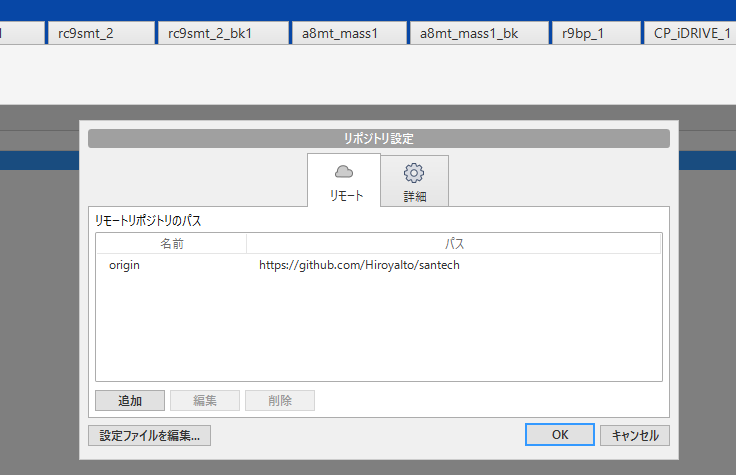 rc9smt_2
rc9smt_2_bk1
a8mt_mass1
a8mt_mass1_bk
r9bp_1
CP_iDRIVE_1
リポジトリ設定
リモート
詳細
リモートリポジトリのパス
名前
パス
origin
https://github.com/Hiroyalto/santech
追加
編集
削除
設定ファイルを編集...
OK
キャンセル